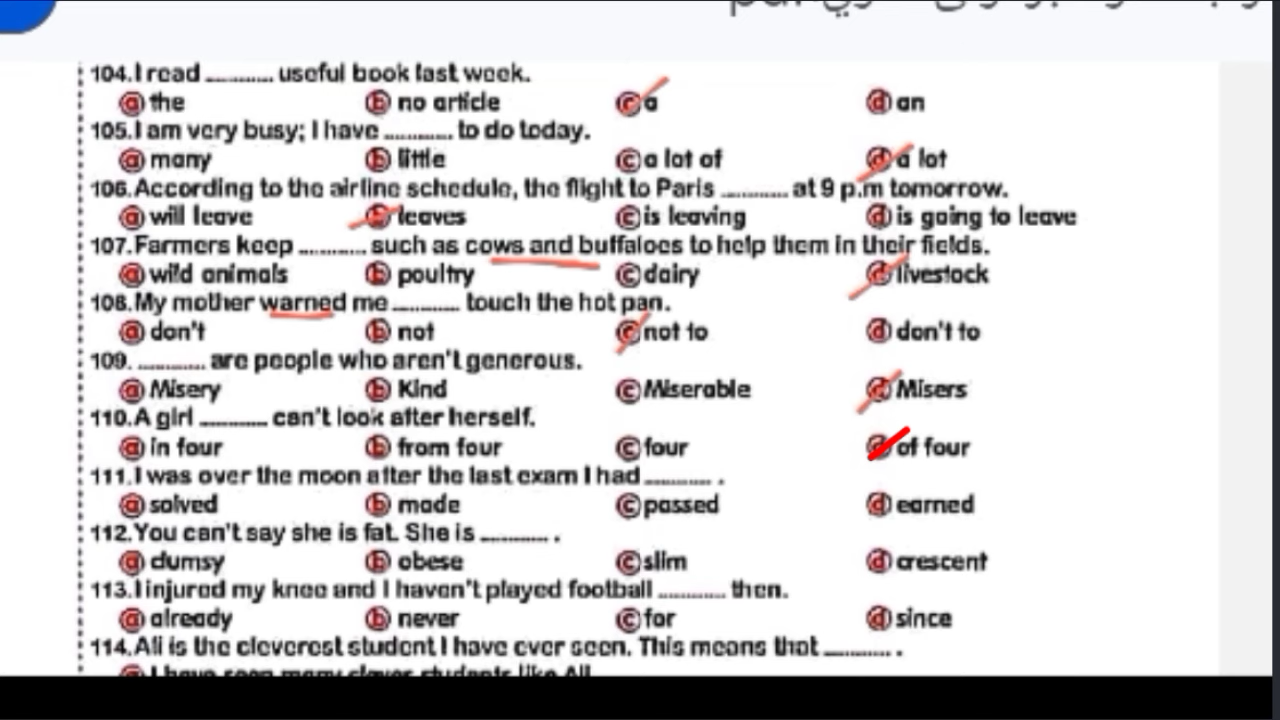 104.I read ........... useful book last week.
ⓐ the ⓑ no article ⓒ a ⓓ an
105.I am very busy; I have ........... to do today.
ⓐ many ⓑ little ⓒ a lot of ⓓ a lot
106.According to the airline schedule, the flight to Paris ........... at 9 p.m tomorrow.
ⓐ will leave ⓑ leaves ⓒ is leaving ⓓ is going to leave
107.Farmers keep ........... such as cows and buffaloes to help them in their fields.
ⓐ wild animals ⓑ poultry ⓒ dairy ⓓ livestock
108.My mother warned me ........... touch the hot pan.
ⓐ don't ⓑ not ⓒ not to ⓓ don't to
109. ........... are people who aren't generous.
ⓐ Misery ⓑ Kind ⓒ Miserable ⓓ Misers
110.A girl ........... can't look after herself.
ⓐ in four ⓑ from four ⓒ four ⓓ of four
111.I was over the moon after the last exam I had ........... .
ⓐ solved ⓑ made ⓒ passed ⓓ earned
112.You can't say she is fat. She is ........... .
ⓐ clumsy ⓑ obese ⓒ slim ⓓ crescent
113.I injured my knee and I haven't played football ........... then.
ⓐ already ⓑ never ⓒ for ⓓ since
114.Ali is the cleverest student I have ever seen. This means that ........... .
ⓐ I have seen many clever students like Ali